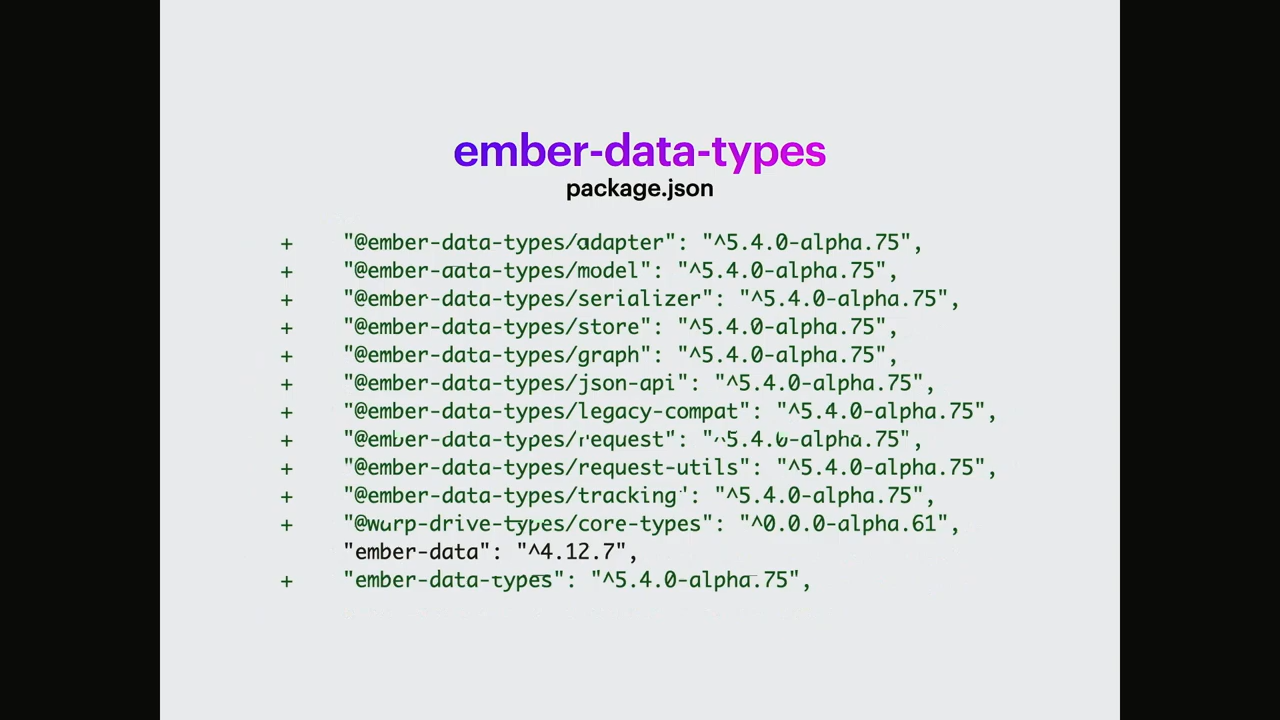 ember-data-types
package.json
+ "@ember-data-types/adapter": "^5.4.0-alpha.75",
+ "@ember-data-types/model": "^5.4.0-alpha.75",
+ "@ember-data-types/serializer": "^5.4.0-alpha.75",
+ "@ember-data-types/store": "^5.4.0-alpha.75",
+ "@ember-data-types/graph": "^5.4.0-alpha.75",
+ "@ember-data-types/json-api": "^5.4.0-alpha.75",
+ "@ember-data-types/legacy-compat": "^5.4.0-alpha.75",
+ "@ember-data-types/request": "^5.4.0-alpha.75",
+ "@ember-data-types/request-utils": "^5.4.0-alpha.75",
+ "@ember-data-types/tracking": "^5.4.0-alpha.75",
+ "@warp-drive-types/core-types": "^0.0.0-alpha.61",
"ember-data": "^4.12.7",
+ "ember-data-types": "^5.4.0-alpha.75",